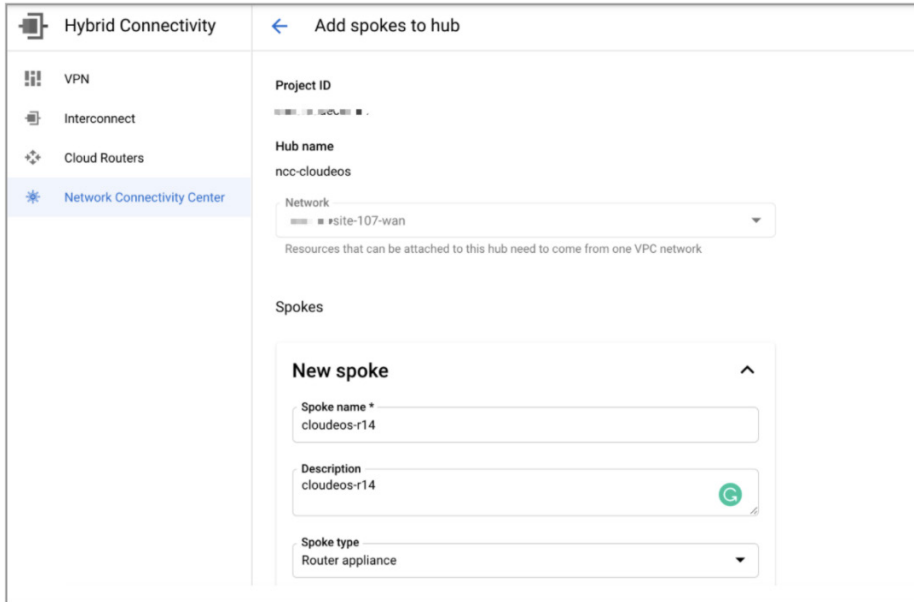 Hybrid Connectivity
Add spokes to hub
VPN
Interconnect
Cloud Routers
Network Connectivity Center
Project ID
Hub name
ncc-cloudeos
Network
site-107-wan
Resources that can be attached to this hub need to come from one VPC network
Spokes
New spoke
Spoke name *
cloudeos-r14
Description
cloudeos-r14
Spoke type
Router appliance